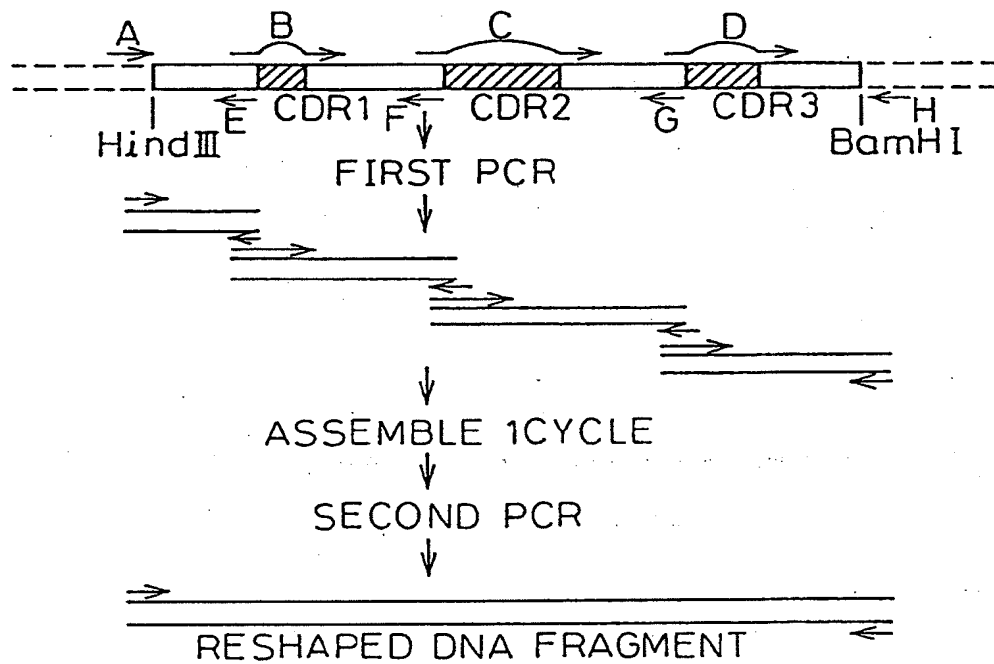 A B C D
E CDR1 F CDR2 G CDR3 H
HindⅢ BamHI
FIRST PCR
ASSEMBLE 1CYCLE
SECOND PCR
RESHAPED DNA FRAGMENT